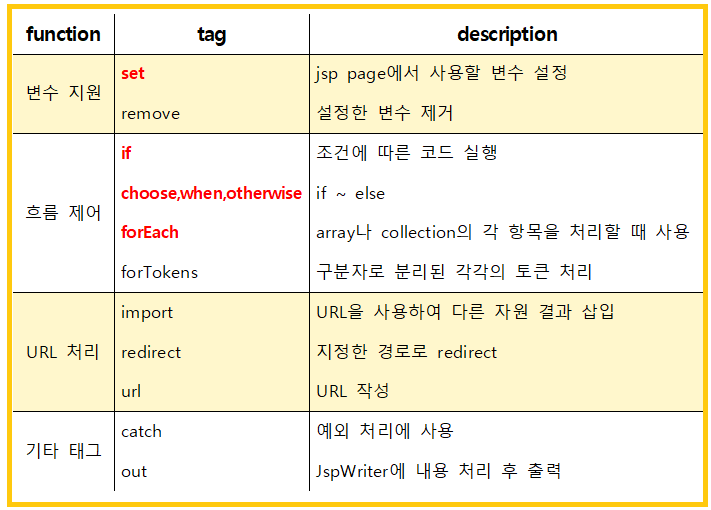 function tag description
변수 지원
set jsp page에서 사용할 변수 설정
remove 설정한 변수 제거
흐름 제어
if 조건에 따른 코드 실행
choose,when,otherwise if ~ else
forEach array나 collection의 각 항목을 처리할 때 사용
forTokens 구분자로 분리된 각각의 토큰 처리
URL 처리
import URL을 사용하여 다른 자원 결과 삽입
redirect 지정한 경로로 redirect
url URL 작성
기타 태그
catch 예외 처리에 사용
out JspWriter에 내용 처리 후 출력